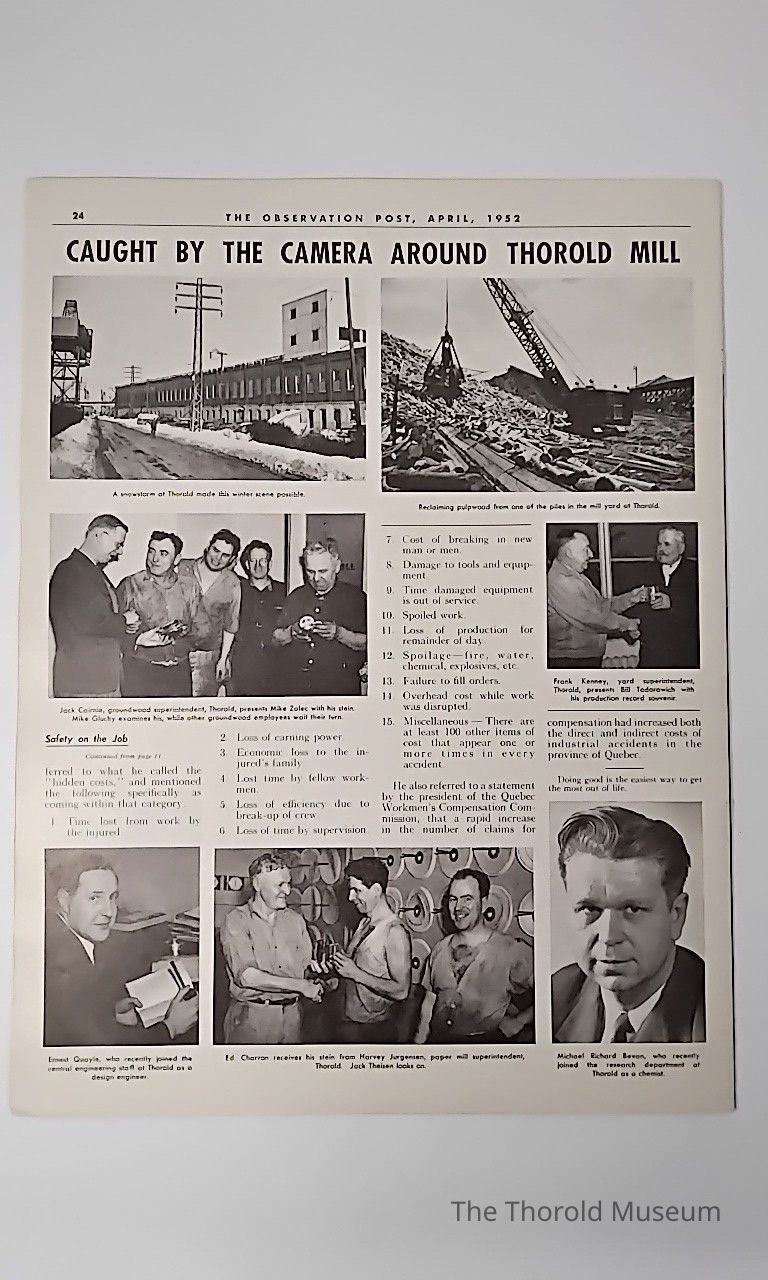 24
THE OBSERVATION POST, APRIL, 1952
CAUGHT BY THE CAMERA AROUND THOROLD MILL
A snowstorm at Thorold made this winter scene possible.
Reclaiming pulpwood from one of the piles in the mill yard at Thorold.
Jack Cairnie, groundwood superintendent, Thorold, presents Mike Zalec with his stein.
Mike Gluchy examines his, while other groundwood employees wait their turn.
Safety on the Job
Continued from page 11
ferred to what he called the
"hidden costs," and mentioned
the following specifically as
coming within that category.
1 Time lost from work by
the injured
2. Loss of earning power
3. Economic loss to the in-
jured's family
4 Lost time by fellow work-
men.
5. Loss of efficiency due to
break-up of crew
6. Loss of time by supervision
7. Cost of breaking in new
man or men.
8. Damage to tools and equip-
ment
9. Time damaged equipment
is out of service.
10. Spoiled work.
11. Loss of production for
remainder of day.
12. Spoilage—fire, water,
chemical, explosives, etc.
13. Failure to fill orders.
14 Overhead cost while work
was disrupted.
15. Miscellaneous — There are
at least 100 other items of
cost that appear one or
more times in every
accident.
He also referred to a statement
by the president of the Quebec
Workmen's Compensation Com-
mission, that a rapid increase
in the number of claims for
Frank Kenney, yard superintendent,
Thorold, presents Bill Todorowich with
his production record souvenir.
compensation had increased both
the direct and indirect costs of
industrial accidents in the
province of Quebec.
Doing good is the easiest way to get
the most out of life.
Ernest Quayle, who recently joined the
central engineering staff at Thorold as a
design engineer.
Ed. Charron receives his stein from Harvey Jurgensen, paper mill superintendent,
Thorold. Jack Theisen looks on.
Michael Richard Bevan, who recently
joined the research department at
Thorold as a chemist.
The Thorold Museum